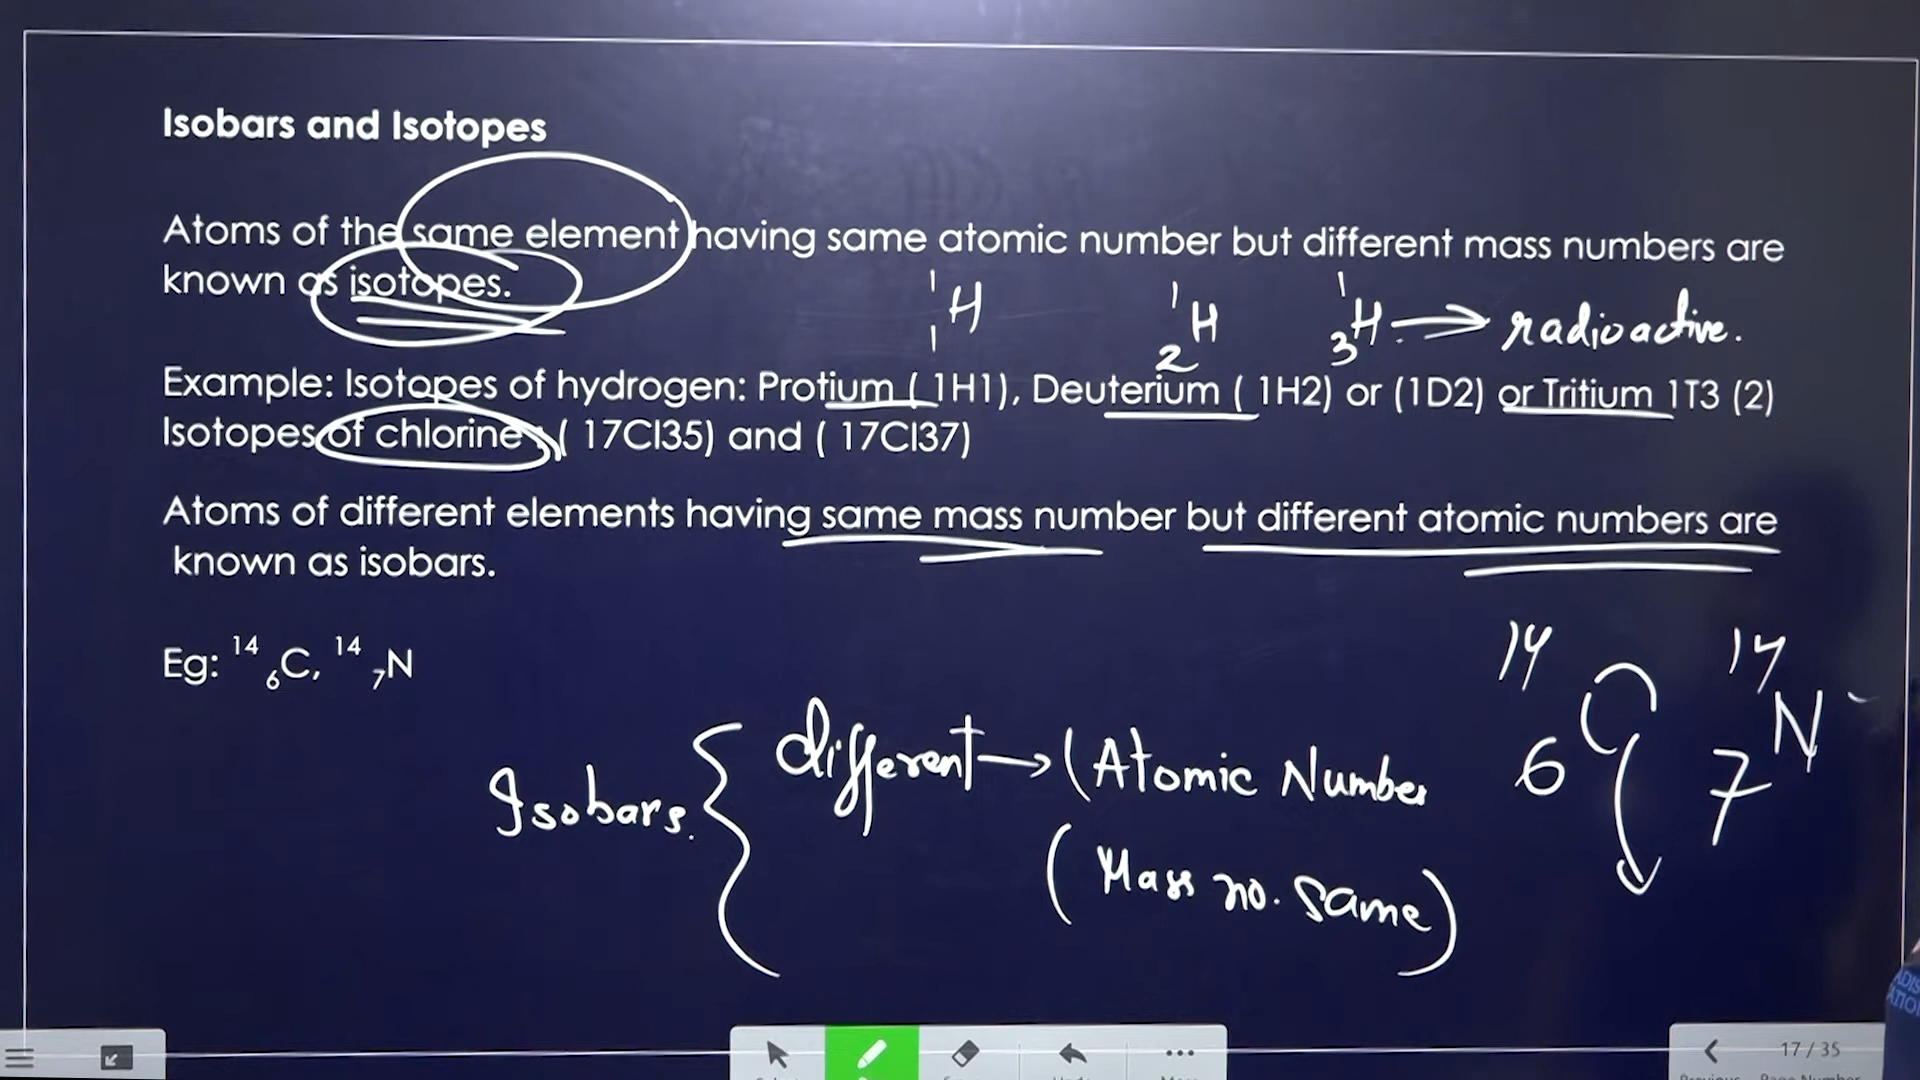 Isobars and Isotopes
Atoms of the same element having same atomic number but different mass numbers are
known as isotopes.
1 H 1
1 H 2
1 H 3 → radioactive.
Example: Isotopes of hydrogen: Protium ( 1H1), Deuterium ( 1H2) or (1D2) or Tritium 1T3 (2)
Isotopes of chlorine : ( 17Cl35) and ( 17Cl37)
Atoms of different elements having same mass number but different atomic numbers are
known as isobars.
Eg: ¹⁴ ₆C, ¹⁴ ₇N
14 6 C 14 7 N
Isobars. { different → (Atomic Number
(Mass no. Same)
17 / 35